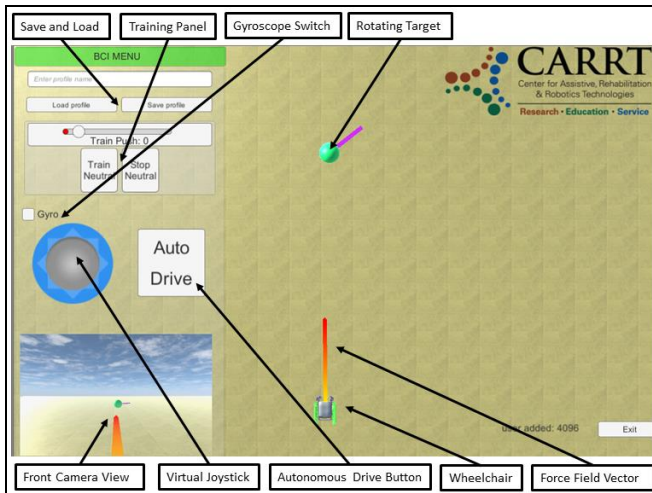 Save and Load
Training Panel
Gyroscope Switch
Rotating Target
BCI MENU
Enter profile name
Load profile
Save profile
Train Push: 0
Train
Neutral
Stop
Neutral
Gyro
Auto
Drive
CARRT
Center for Assistive, Rehabilitation
& Robotics Technologies
Research • Education • Service
user added: 4096
Exit
Front Camera View
Virtual Joystick
Autonomous Drive Button
Wheelchair
Force Field Vector